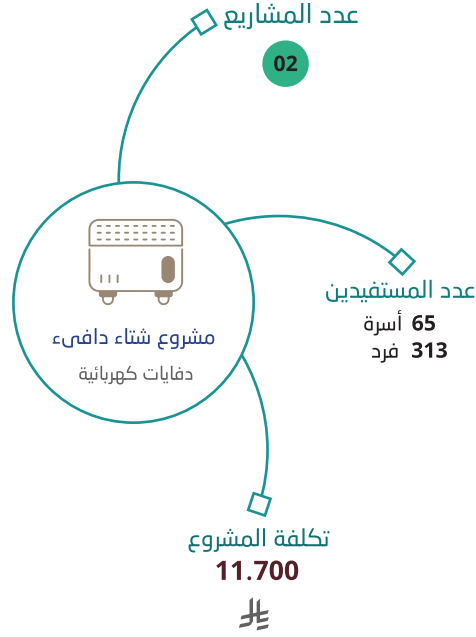 عدد المشاريع
02
مشروع شتاء دافىء
دفايات كهربائية
عدد المستفيدين
65 أسرة
313 فرد
تكلفة المشروع
11.700